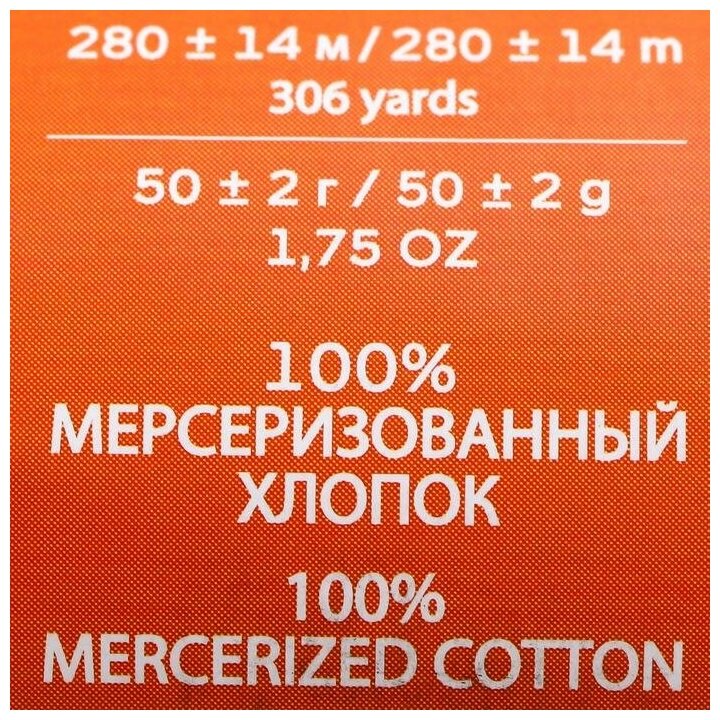 280 ± 14 м / 280 ± 14 m
306 yards
50 ± 2 г / 50 ± 2 g
1,75 OZ
100%
МЕРСЕРИЗОВАННЫЙ
ХЛОПОК
100%
MERCERIZED COTTON